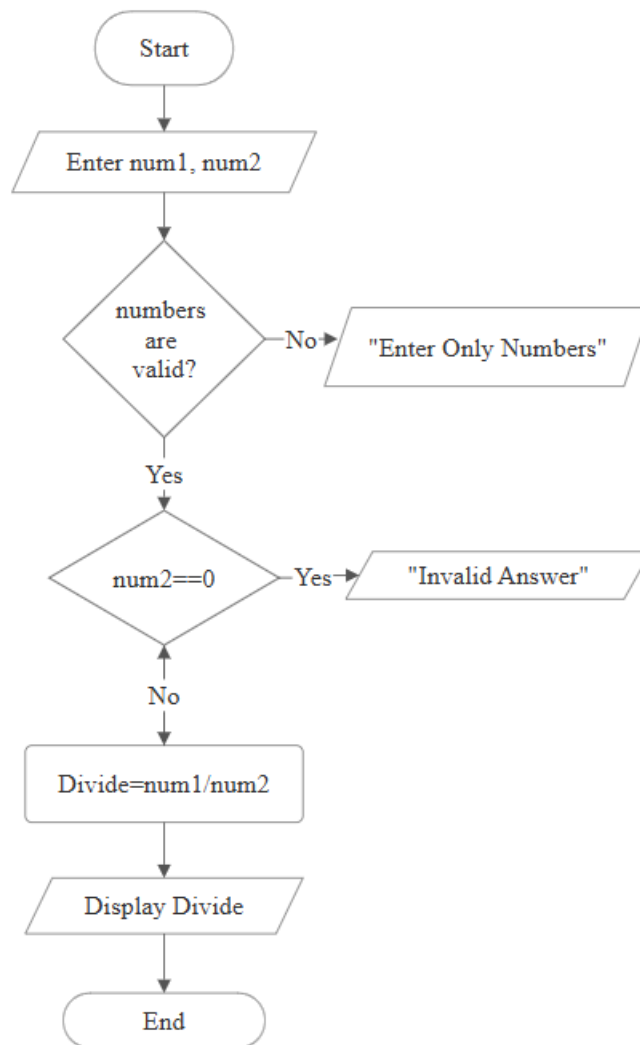 Start
Enter num1, num2
numbers
are
valid?
No
"Enter Only Numbers"
Yes
num2==0
Yes
"Invalid Answer"
No
Divide=num1/num2
Display Divide
End